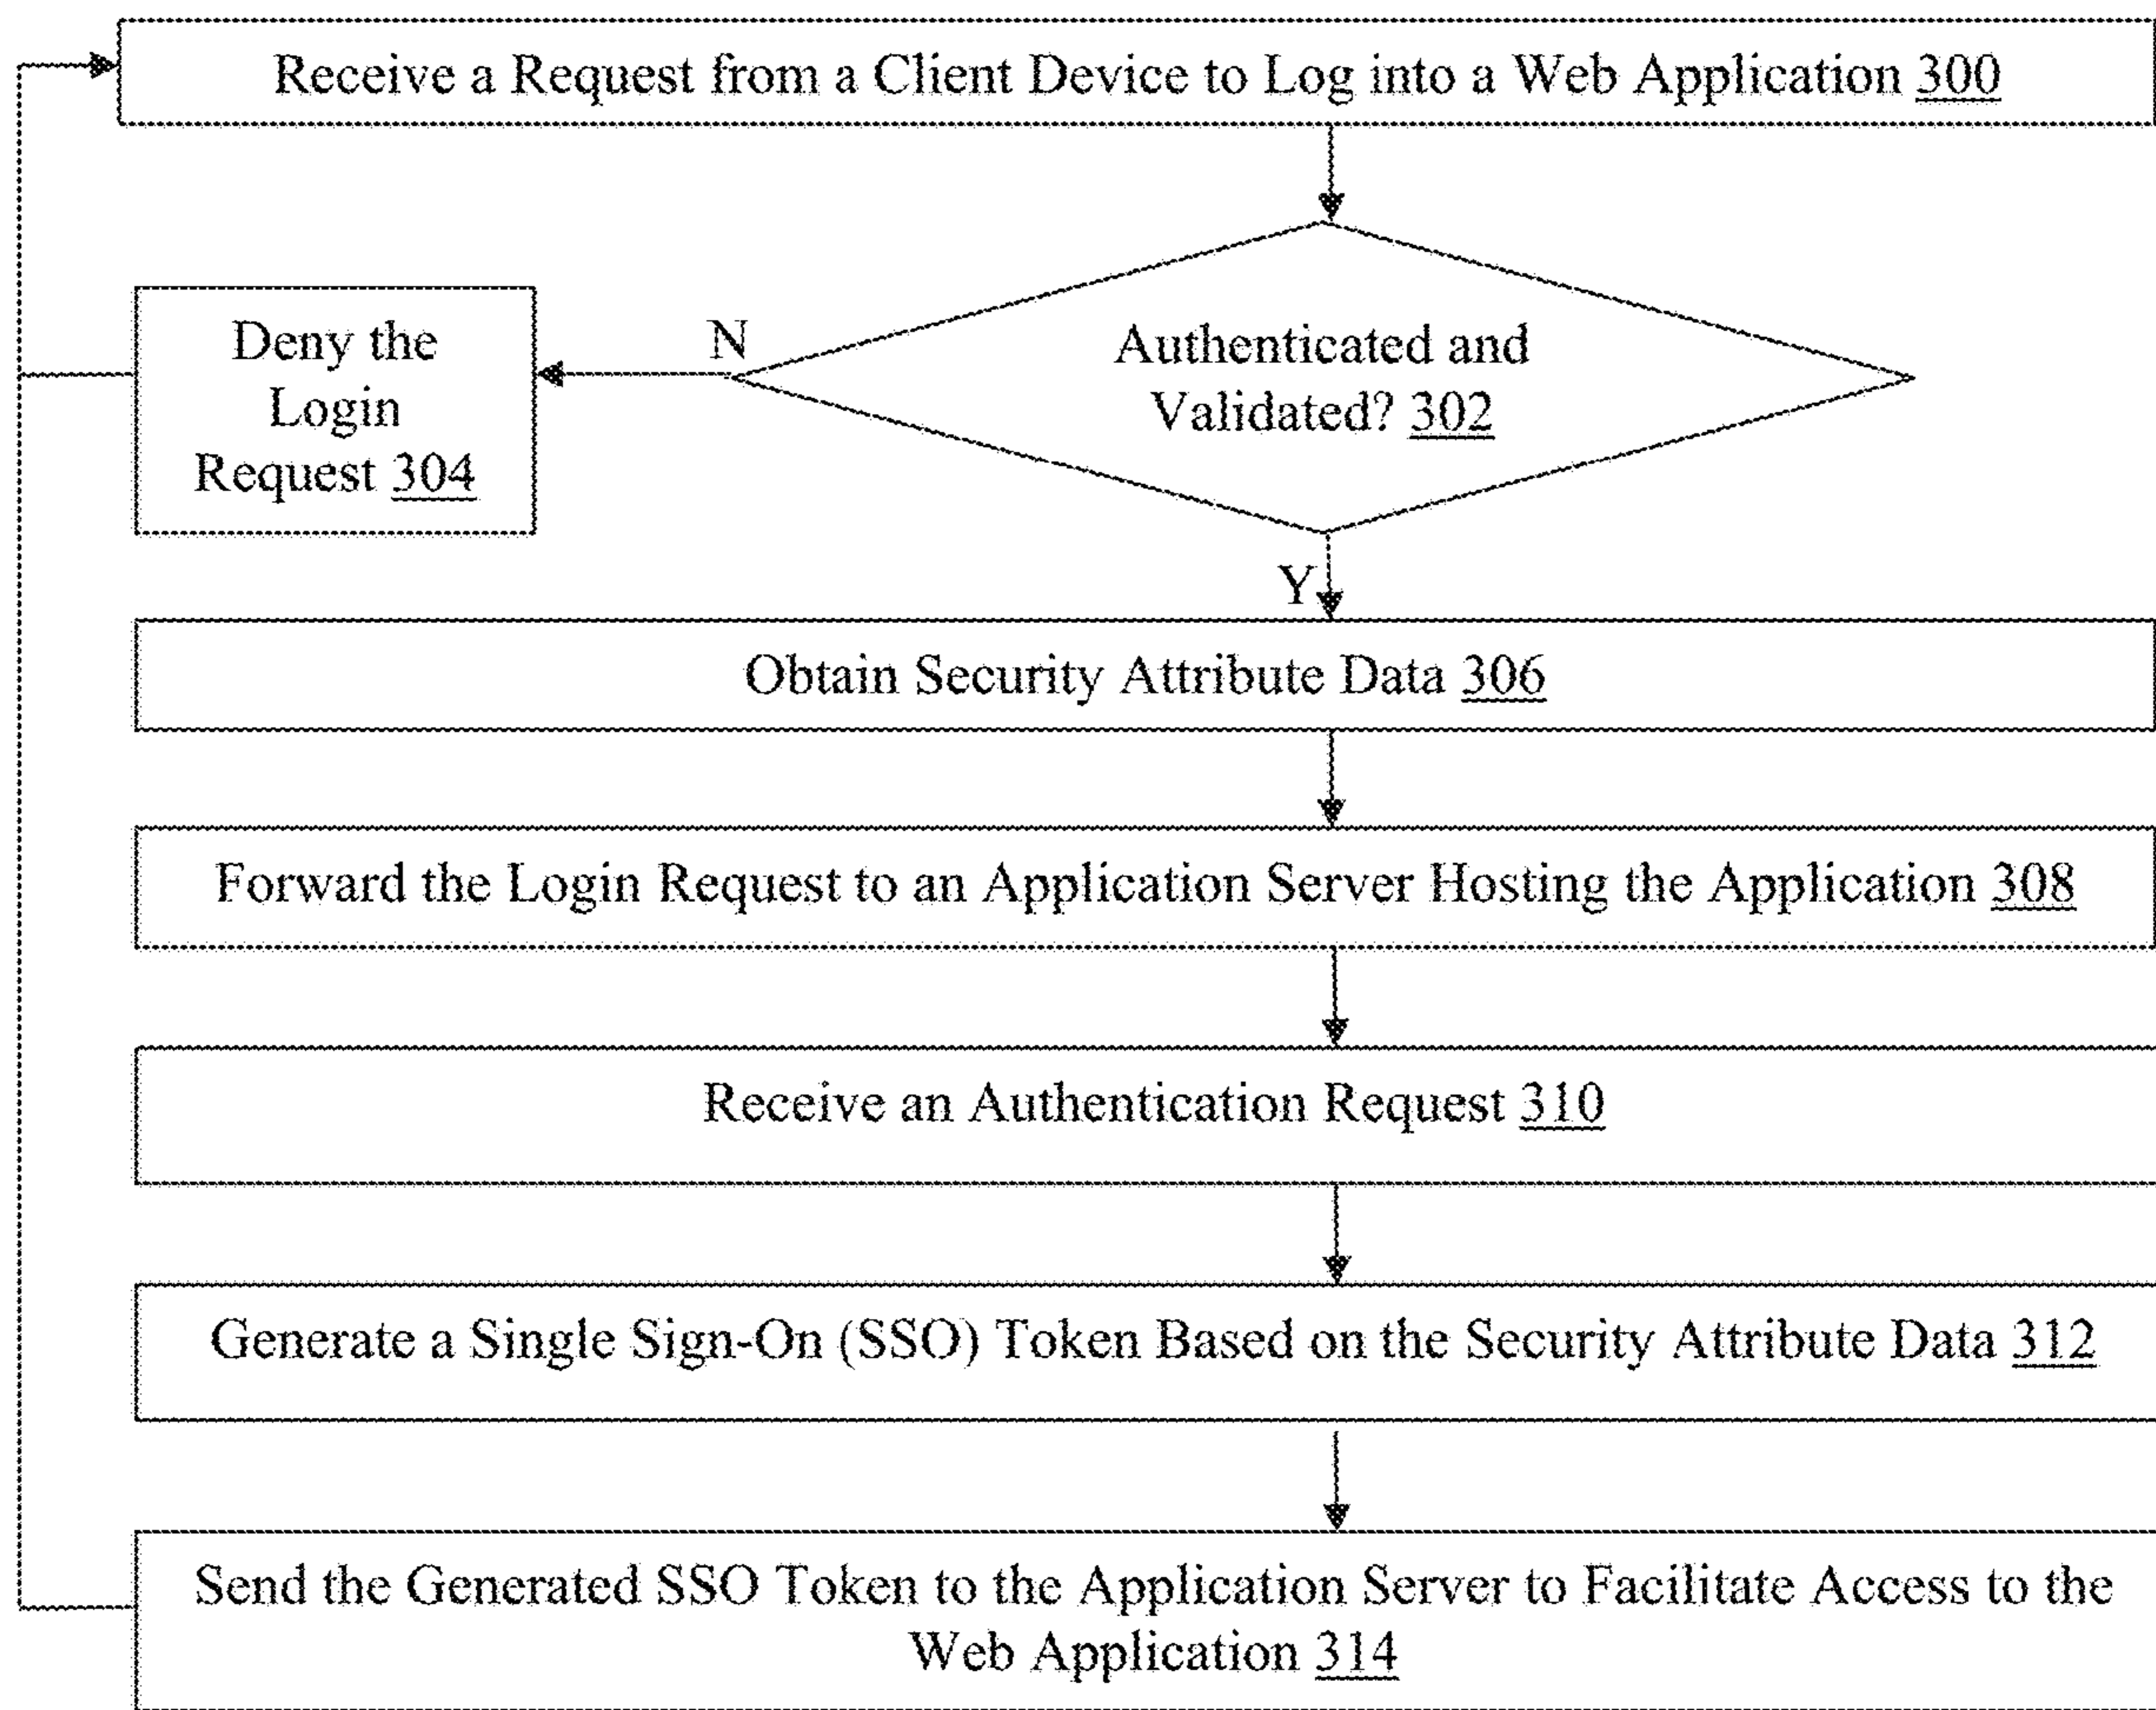 Receive a Request from a Client Device to Log into a Web Application 300
N
Authenticated and
Validated? 302
Deny the
Login
Request 304
Y
Obtain Security Attribute Data 306
Forward the Login Request to an Application Server Hosting the Application 308
Receive an Authentication Request 310
Generate a Single Sign-On (SSO) Token Based on the Security Attribute Data 312
Send the Generated SSO Token to the Application Server to Facilitate Access to the
Web Application 314